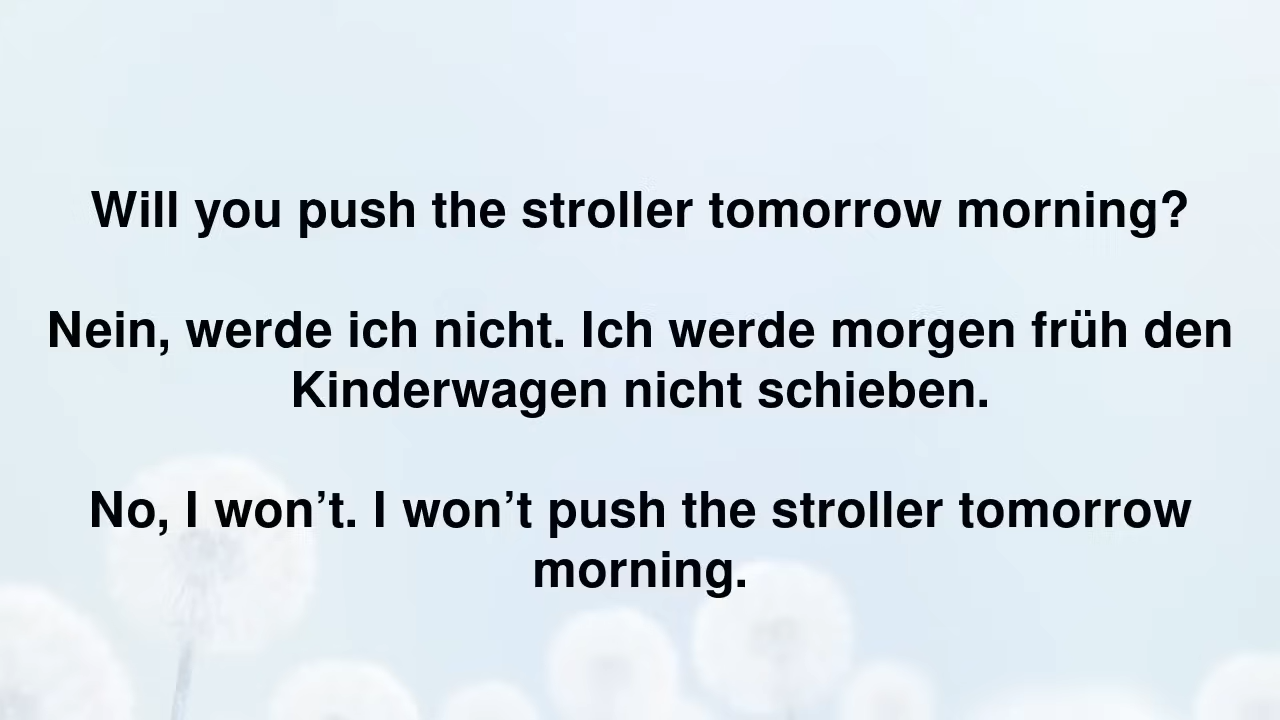 Will you push the stroller tomorrow morning?
Nein, werde ich nicht. Ich werde morgen früh den
Kinderwagen nicht schieben.
No, I won’t. I won’t push the stroller tomorrow
morning.